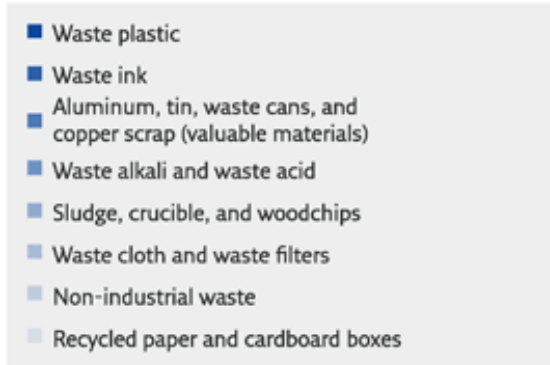 Waste plastic
Waste ink
Aluminum, tin, waste cans, and
copper scrap (valuable materials)
Waste alkali and waste acid
Sludge, crucible, and woodchips
Waste cloth and waste filters
Non-industrial waste
Recycled paper and cardboard boxes